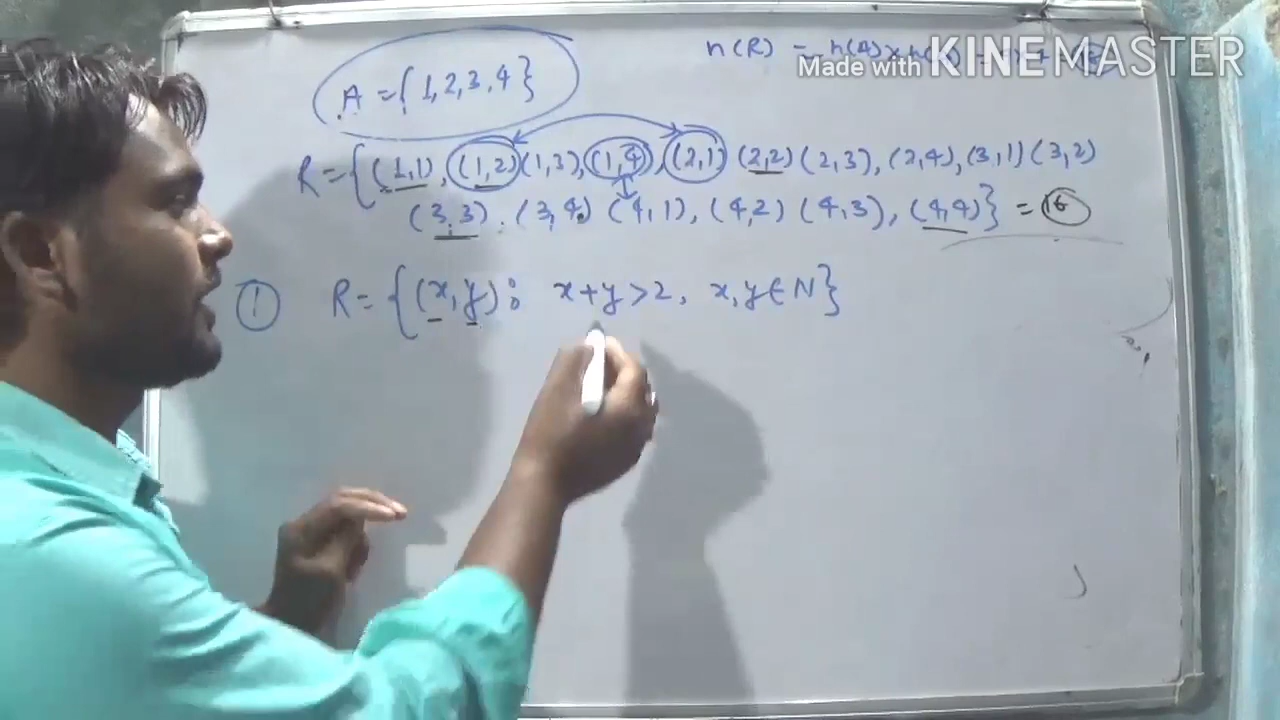 n(R) = n(A) x n(
Made with KINEMASTER
A = {1, 2, 3, 4}
R = {(1,1), (1,2) (1,3), (1,4), (2,1) (2,2) (2,3), (2,4), (3,1) (3,2)
(3,3), (3,4) (4,1), (4,2) (4,3), (4,4)} = 16
1 R = {(x, y) : x+y>2, x, y ∈ N}